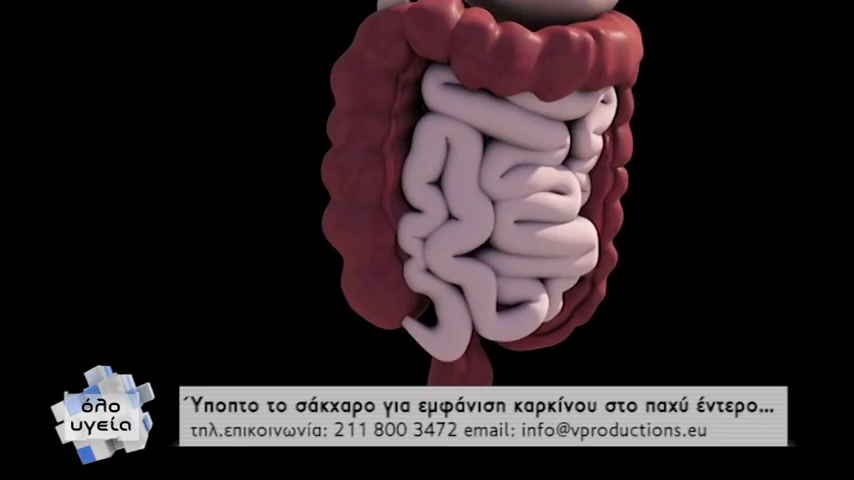 όλο
υγεία
Ύποπτο το σάκχαρο για εμφάνιση καρκίνου στο παχύ έντερο...
τηλ.επικοινωνία: 211 800 3472 email: info@vproductions.eu